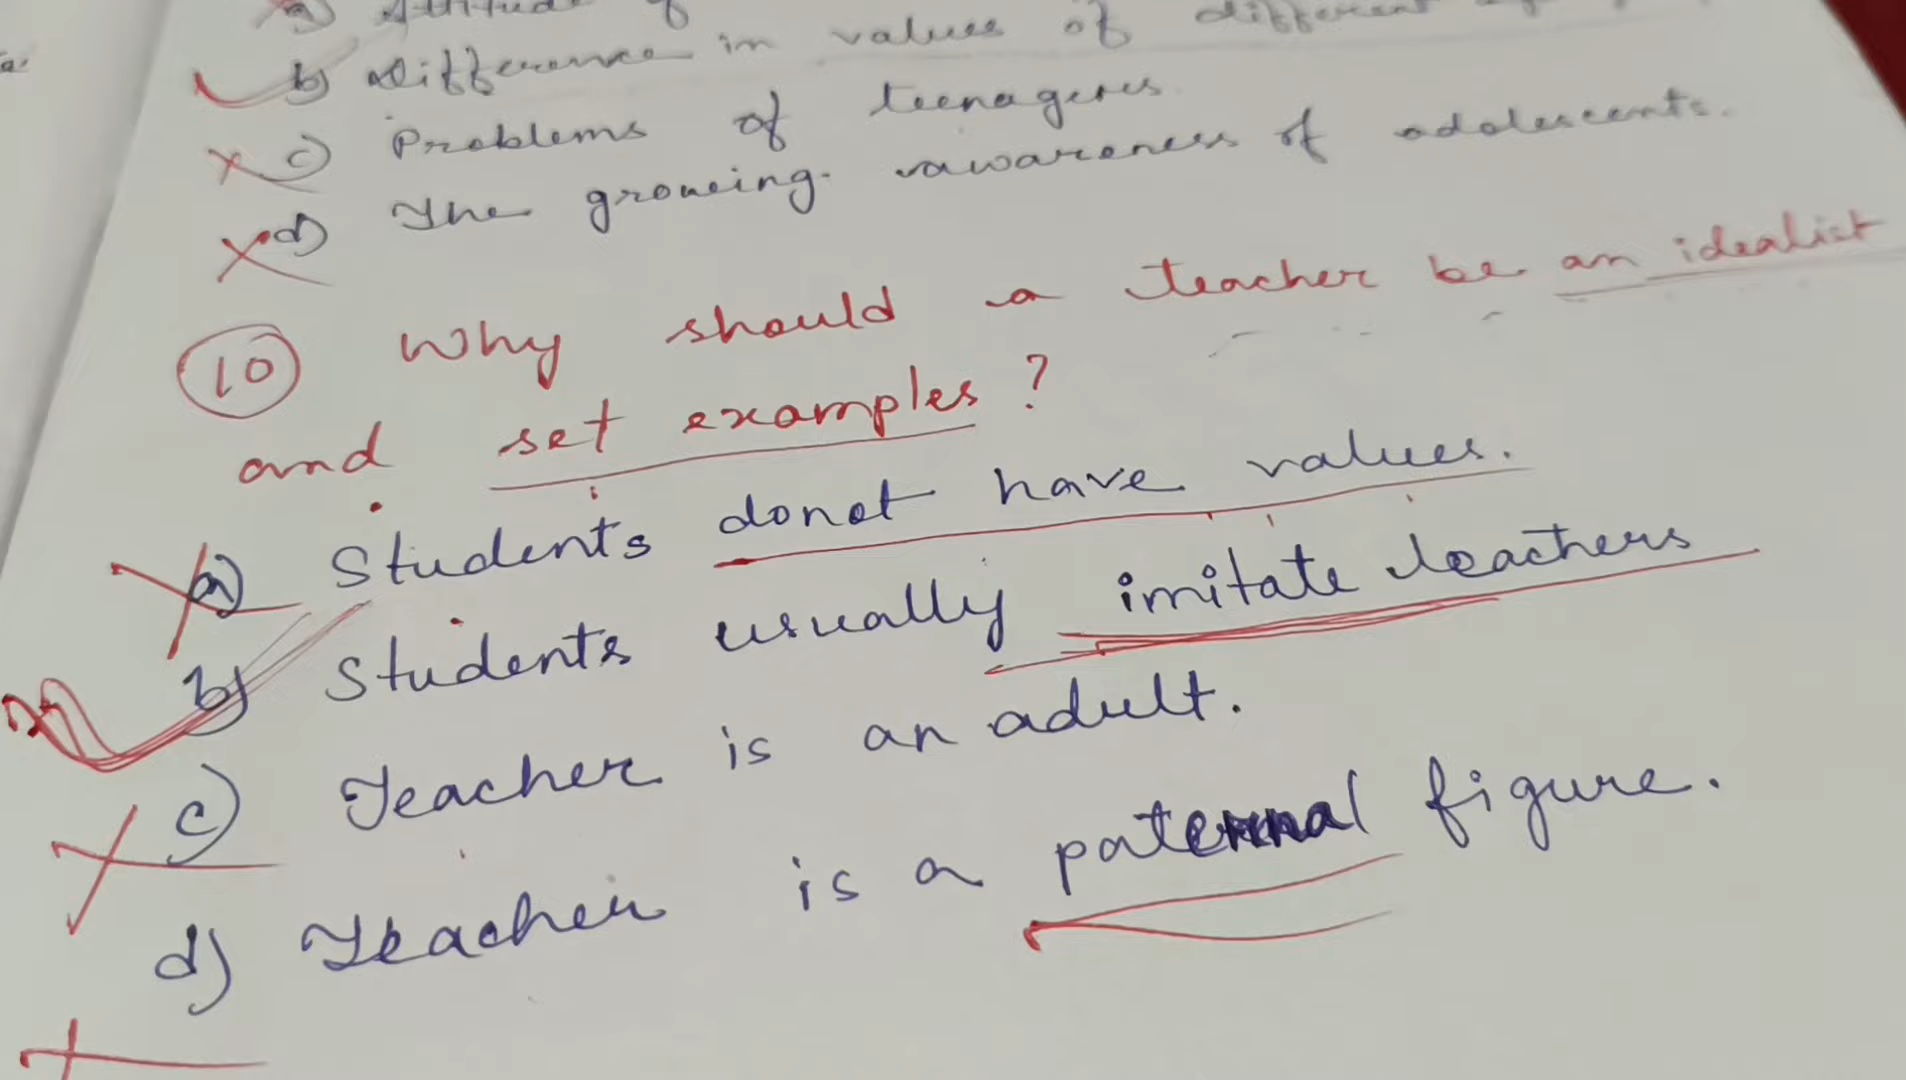 a) Attitude of
b) Difference in values of different
c) Problems of teenagers.
d) The growing. awareness of adolescents.
10 Why should a teacher be an idealist
and set examples?
a) Students donot have values.
b) Students usually imitate teachers
c) Teacher is an adult.
d) Teacher is a paternal figure.